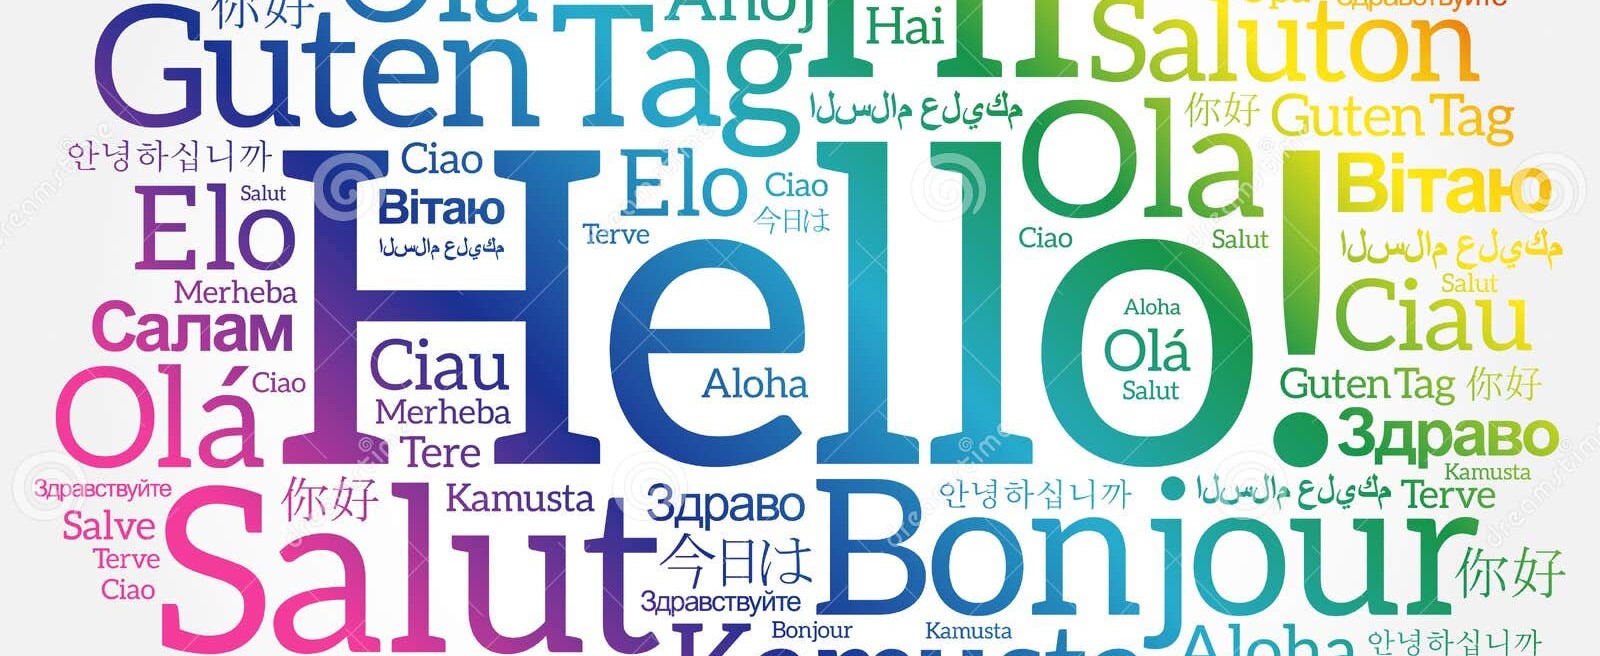 你好
Hai
Guten Tag
Saluton
السلام عليكم
Ola
你好
Guten Tag
안녕하십니까
Ciao
Elo
Ciao
Вітаю
Elo
Salut
Вітаю
今日は
السلام عليكم
Terve
Ciao
Salut
السلام عليكم
Merheba
Salut
Салам
Hello!
Aloha
Ciau
Ciau
Olá
Olá
Ciao
Aloha
Salut
Guten Tag
你好
Merheba
Tere
Здраво
Kamusta
Здравствуйте
你好
Kamusta
Здраво
안녕하십니까
السلام عليكم
Terve
Salve
Salut
Bonjour
Terve
今日は
你好
Ciao
Здравствуйте
Bonjour
Kamusta
Kamusta
Aloha
안녕하십니까